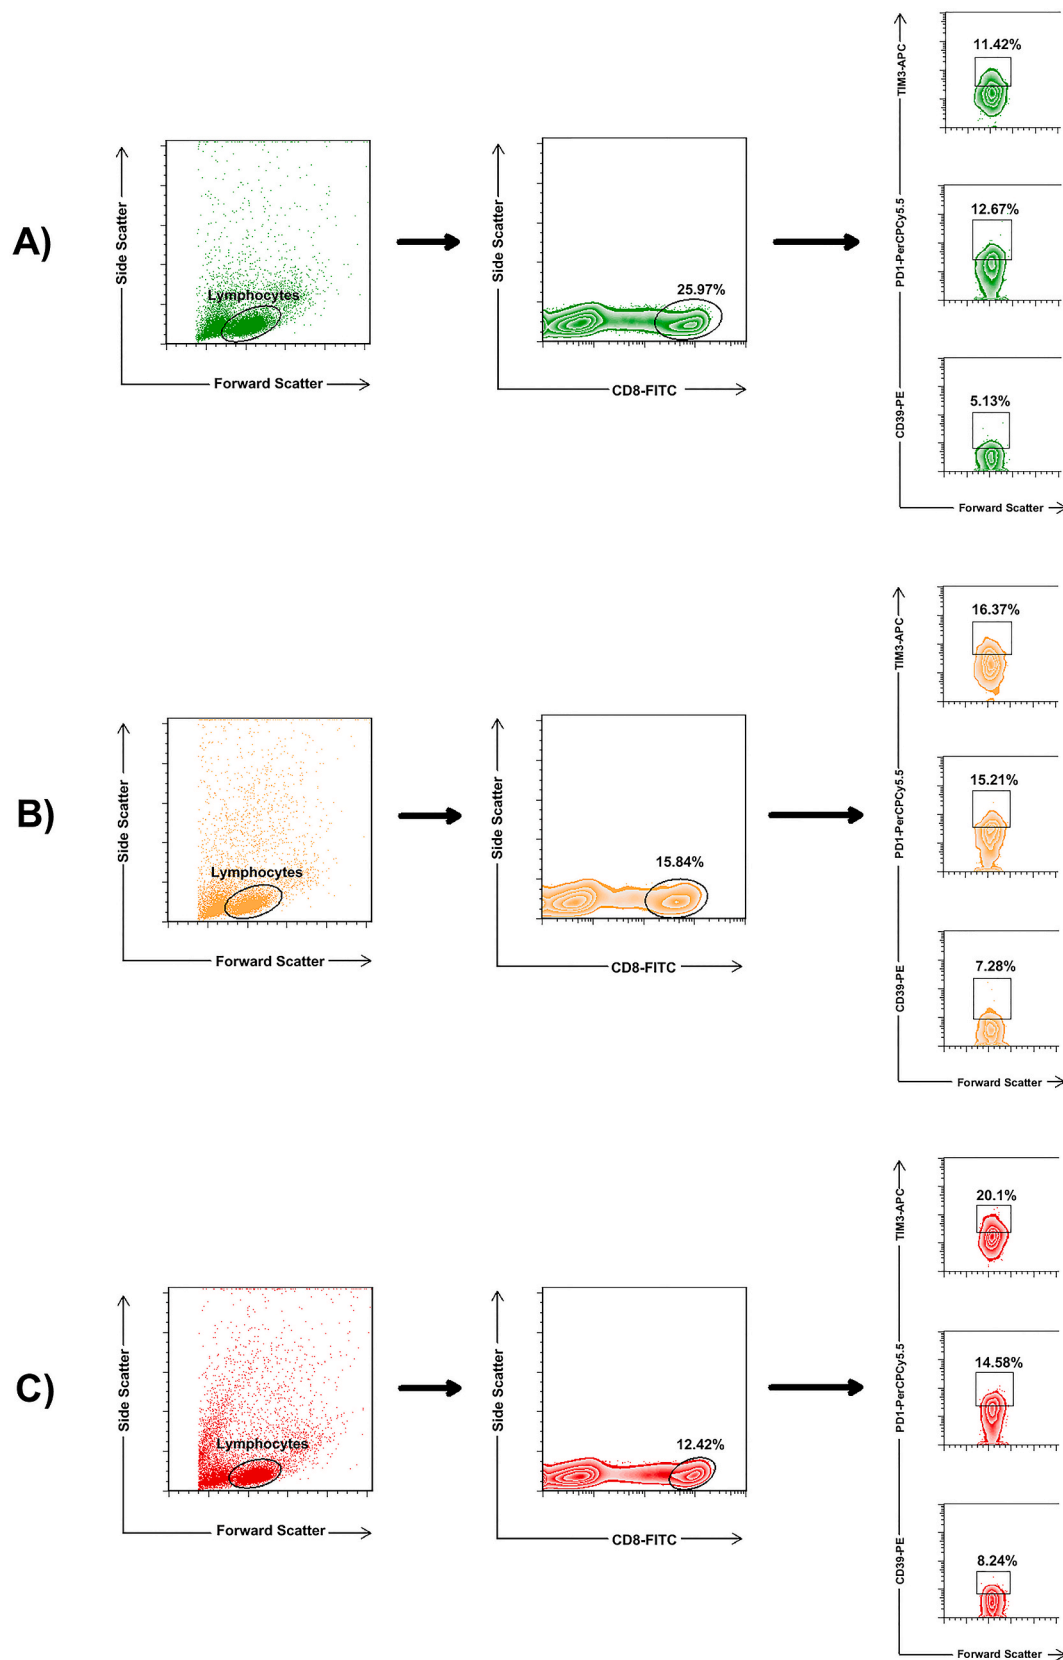 A)
Side Scatter
Lymphocytes
Forward Scatter
Side Scatter
25.97%
CD8-FITC
TIM3-APC
11.42%
PD1-PerCPCy5.5
12.67%
CD39-PE
5.13%
Forward Scatter
B)
Side Scatter
Lymphocytes
Forward Scatter
Side Scatter
15.84%
CD8-FITC
TIM3-APC
16.37%
PD1-PerCPCy5.5
15.21%
CD39-PE
7.28%
Forward Scatter
C)
Side Scatter
Lymphocytes
Forward Scatter
Side Scatter
12.42%
CD8-FITC
TIM3-APC
20.1%
PD1-PerCPCy5.5
14.58%
CD39-PE
8.24%
Forward Scatter